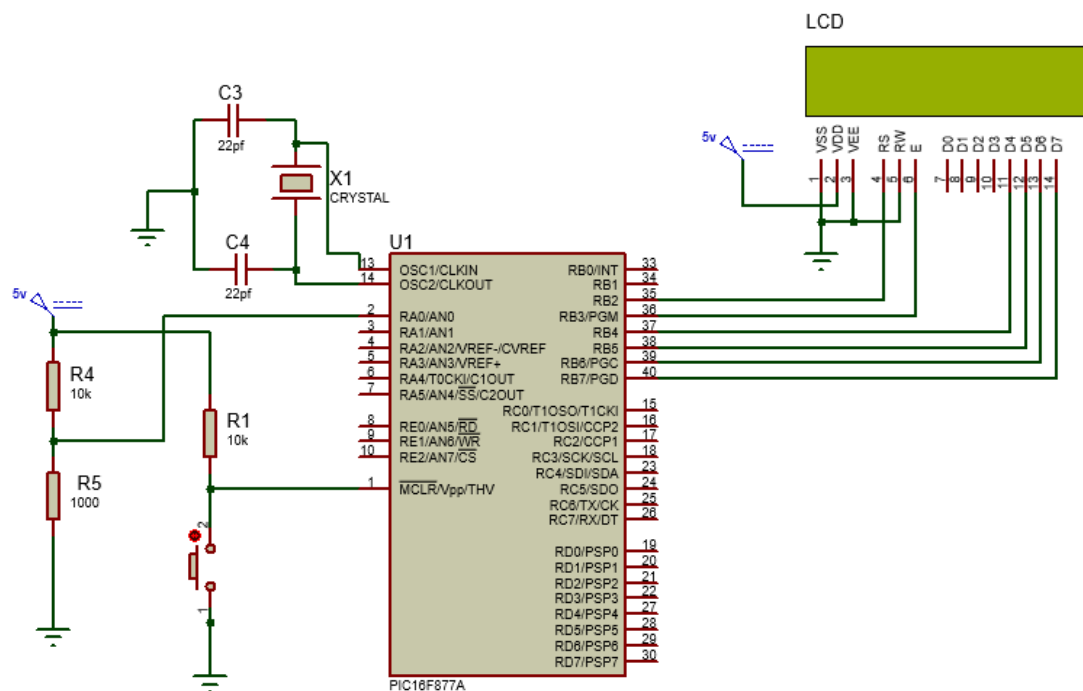 LCD
VSS
VDD
VEE
RS
RW
E
D0
D1
D2
D3
D4
D5
D6
D7
1
2
3
4
5
6
7
8
9
10
11
12
13
14
5v
C3
22pf
X1
CRYSTAL
C4
22pf
5v
R4
10k
R5
1000
R1
10k
2
1
U1
13 OSC1/CLKIN
14 OSC2/CLKOUT
2 RA0/AN0
3 RA1/AN1
4 RA2/AN2/VREF-/CVREF
5 RA3/AN3/VREF+
6 RA4/T0CKI/C1OUT
7 RA5/AN4/SS/C2OUT
8 RE0/AN5/RD
9 RE1/AN6/WR
10 RE2/AN7/CS
1 MCLR/Vpp/THV
RB0/INT 33
RB1 34
RB2 35
RB3/PGM 36
RB4 37
RB5 38
RB6/PGC 39
RB7/PGD 40
RC0/T1OSO/T1CKI 15
RC1/T1OSI/CCP2 16
RC2/CCP1 17
RC3/SCK/SCL 18
RC4/SDI/SDA 23
RC5/SDO 24
RC6/TX/CK 25
RC7/RX/DT 26
RD0/PSP0 19
RD1/PSP1 20
RD2/PSP2 21
RD3/PSP3 22
RD4/PSP4 27
RD5/PSP5 28
RD6/PSP6 29
RD7/PSP7 30
PIC16F877A